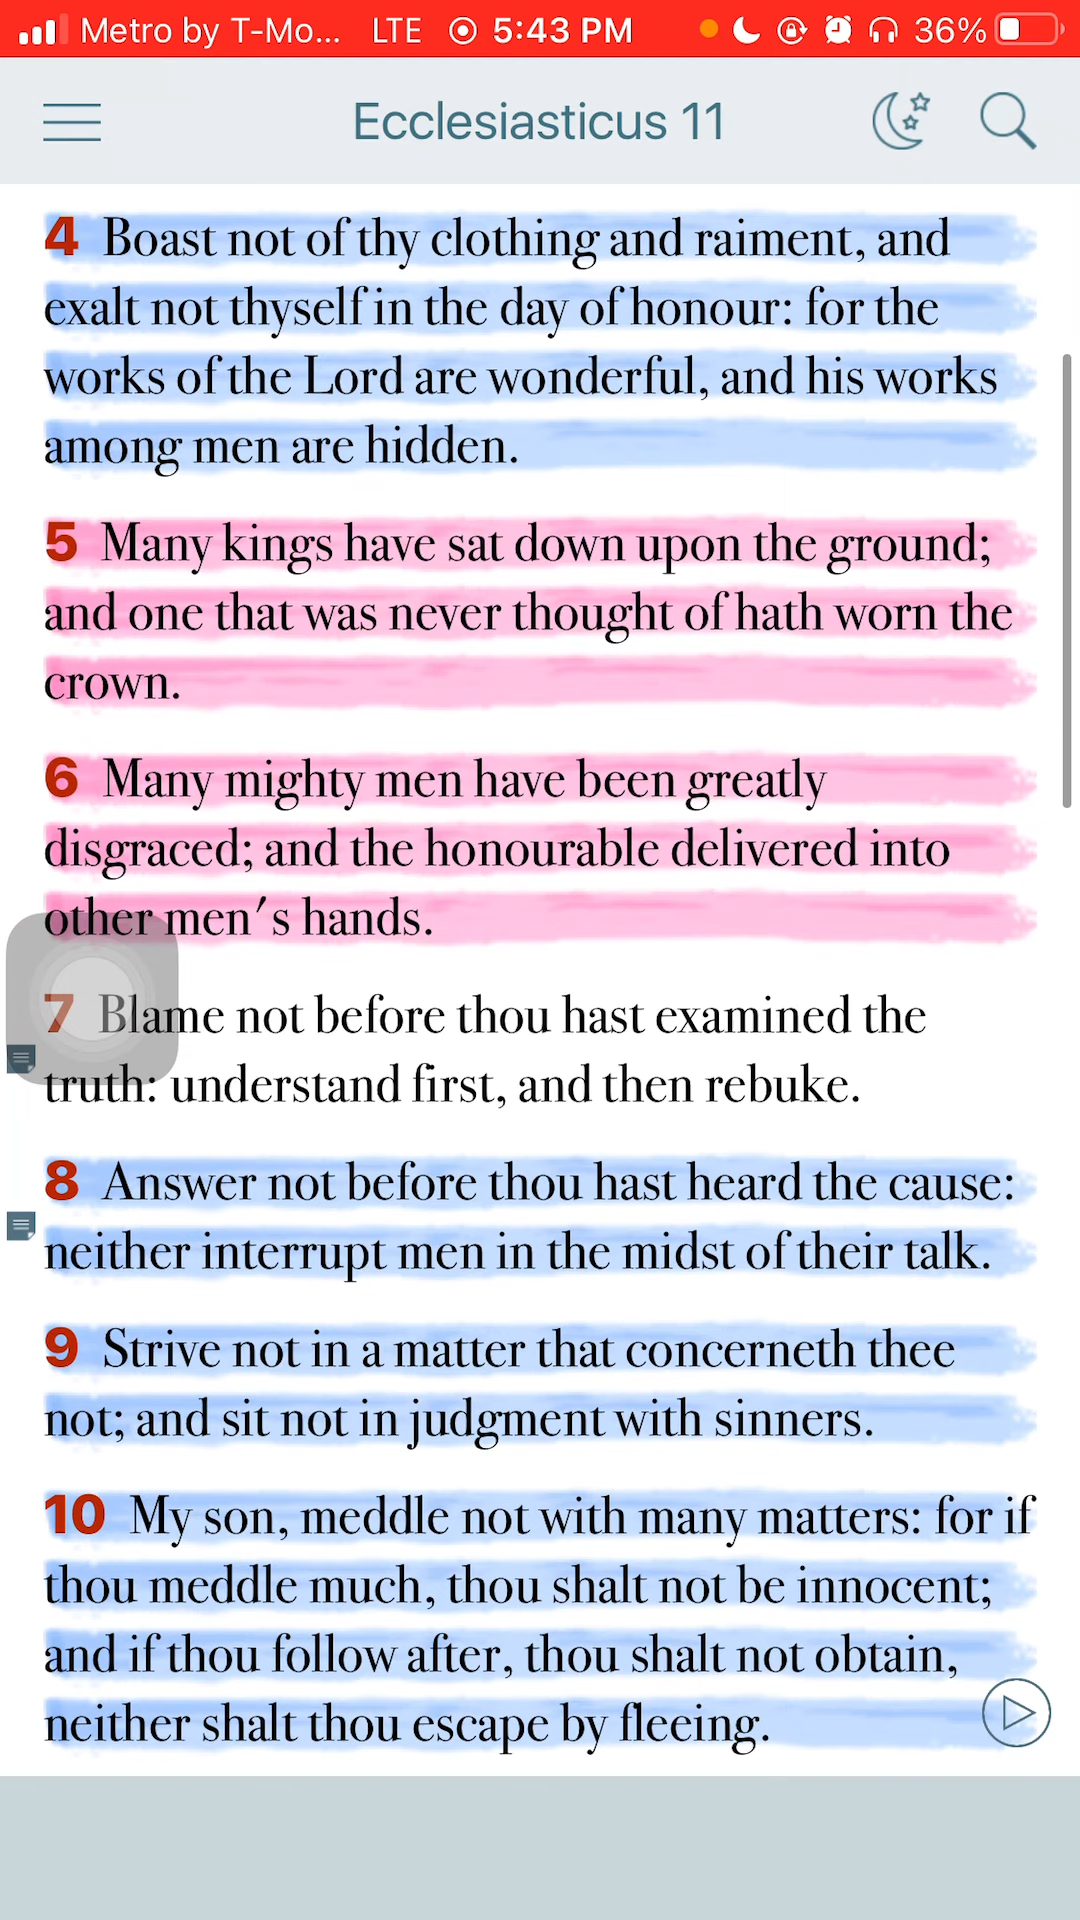 Metro by T-Mo... LTE 5:43 PM 36%
Ecclesiasticus 11
4 Boast not of thy clothing and raiment, and
exalt not thyself in the day of honour: for the
works of the Lord are wonderful, and his works
among men are hidden.
5 Many kings have sat down upon the ground;
and one that was never thought of hath worn the
crown.
6 Many mighty men have been greatly
disgraced; and the honourable delivered into
other men's hands.
7 Blame not before thou hast examined the
truth: understand first, and then rebuke.
8 Answer not before thou hast heard the cause:
neither interrupt men in the midst of their talk.
9 Strive not in a matter that concerneth thee
not; and sit not in judgment with sinners.
10 My son, meddle not with many matters: for if
thou meddle much, thou shalt not be innocent;
and if thou follow after, thou shalt not obtain,
neither shalt thou escape by fleeing.